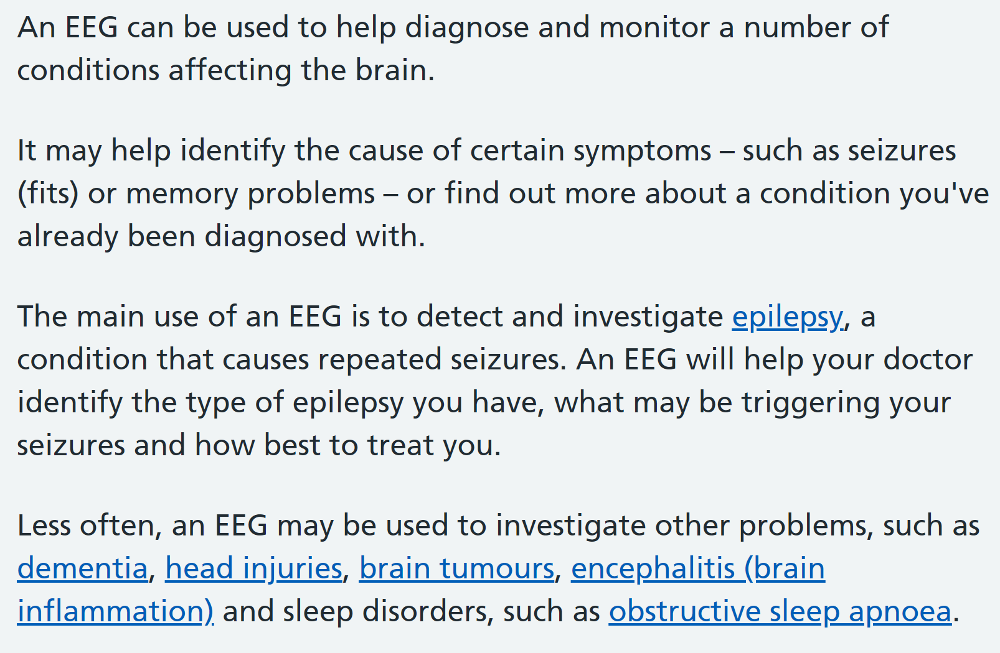 An EEG can be used to help diagnose and monitor a number of
conditions affecting the brain.
It may help identify the cause of certain symptoms – such as seizures
(fits) or memory problems – or find out more about a condition you've
already been diagnosed with.
The main use of an EEG is to detect and investigate epilepsy, a
condition that causes repeated seizures. An EEG will help your doctor
identify the type of epilepsy you have, what may be triggering your
seizures and how best to treat you.
Less often, an EEG may be used to investigate other problems, such as
dementia, head injuries, brain tumours, encephalitis (brain
inflammation) and sleep disorders, such as obstructive sleep apnoea.